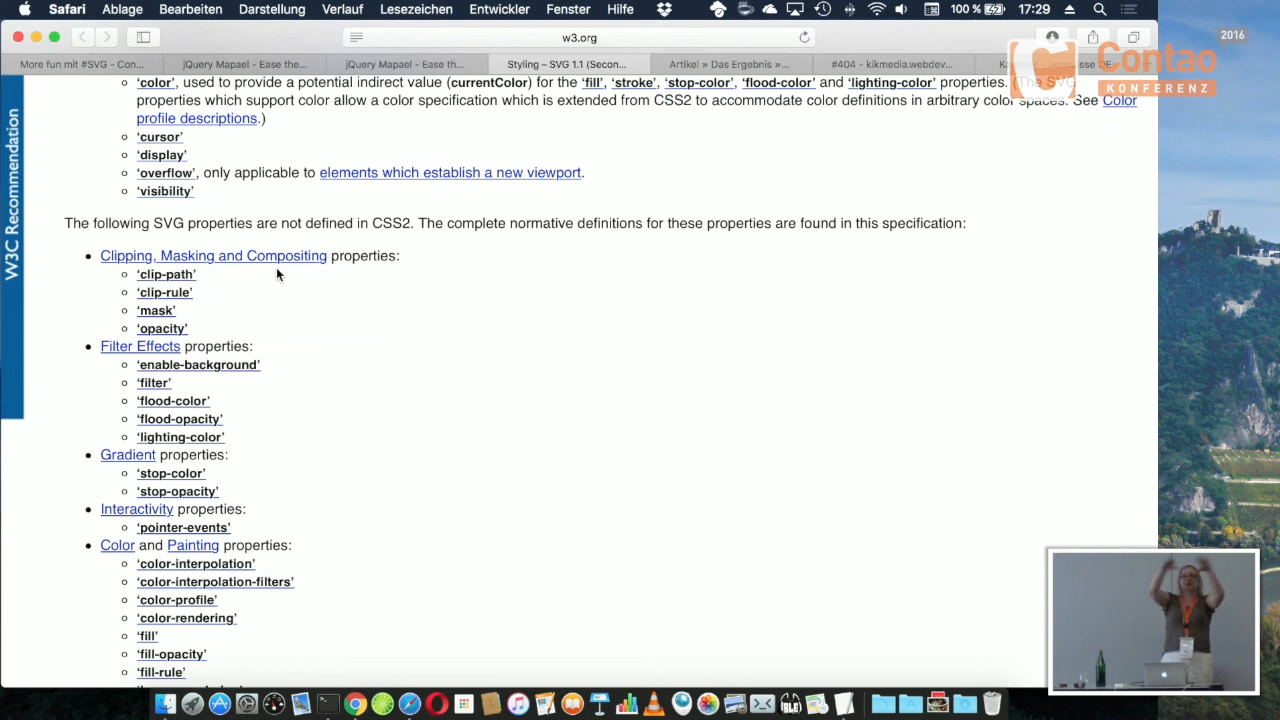 Safari Ablage Bearbeiten Darstellung Verlauf Lesezeichen Entwickler Fenster Hilfe 100 % 17:29
w3.org
2016
More fun mit #SVG - Con... jQuery Mapael - Ease the... jQuery Mapael - Ease th... Styling – SVG 1.1 (Secon... Artikel » Das Ergebnis »... #404 - kikmedia.webdev...
Contao
KONFERENZ
W3C Recommendation
‘color’, used to provide a potential indirect value (currentColor) for the ‘fill’, ‘stroke’, ‘stop-color’, ‘flood-color’ and ‘lighting-color’ properties. (The SVG
properties which support color allow a color specification which is extended from CSS2 to accommodate color definitions in arbitrary color spaces. See Color
profile descriptions.)
‘cursor’
‘display’
‘overflow’, only applicable to elements which establish a new viewport.
‘visibility’
The following SVG properties are not defined in CSS2. The complete normative definitions for these properties are found in this specification:
Clipping, Masking and Compositing properties:
‘clip-path’
‘clip-rule’
‘mask’
‘opacity’
Filter Effects properties:
‘enable-background’
‘filter’
‘flood-color’
‘flood-opacity’
‘lighting-color’
Gradient properties:
‘stop-color’
‘stop-opacity’
Interactivity properties:
‘pointer-events’
Color and Painting properties:
‘color-interpolation’
‘color-interpolation-filters’
‘color-profile’
‘color-rendering’
‘fill’
‘fill-opacity’
‘fill-rule’